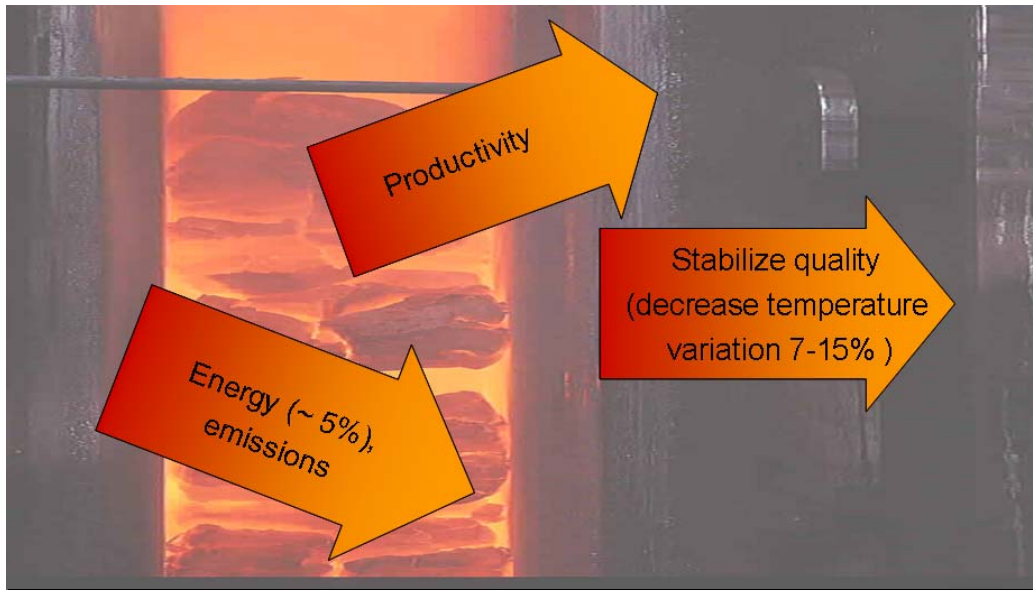 Productivity
Stabilize quality
(decrease temperature
variation 7-15% )
Energy (~ 5%),
emissions